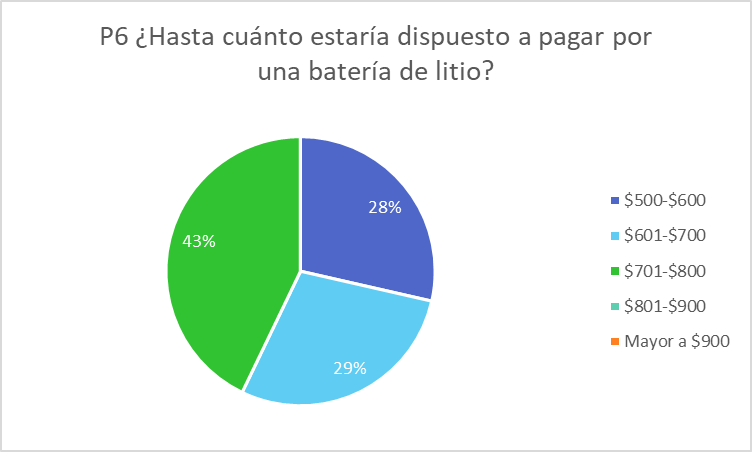 P6 ¿Hasta cuánto estaría dispuesto a pagar por
una batería de litio?
28%
43%
29%
$500-$600
$601-$700
$701-$800
$801-$900
Mayor a $900